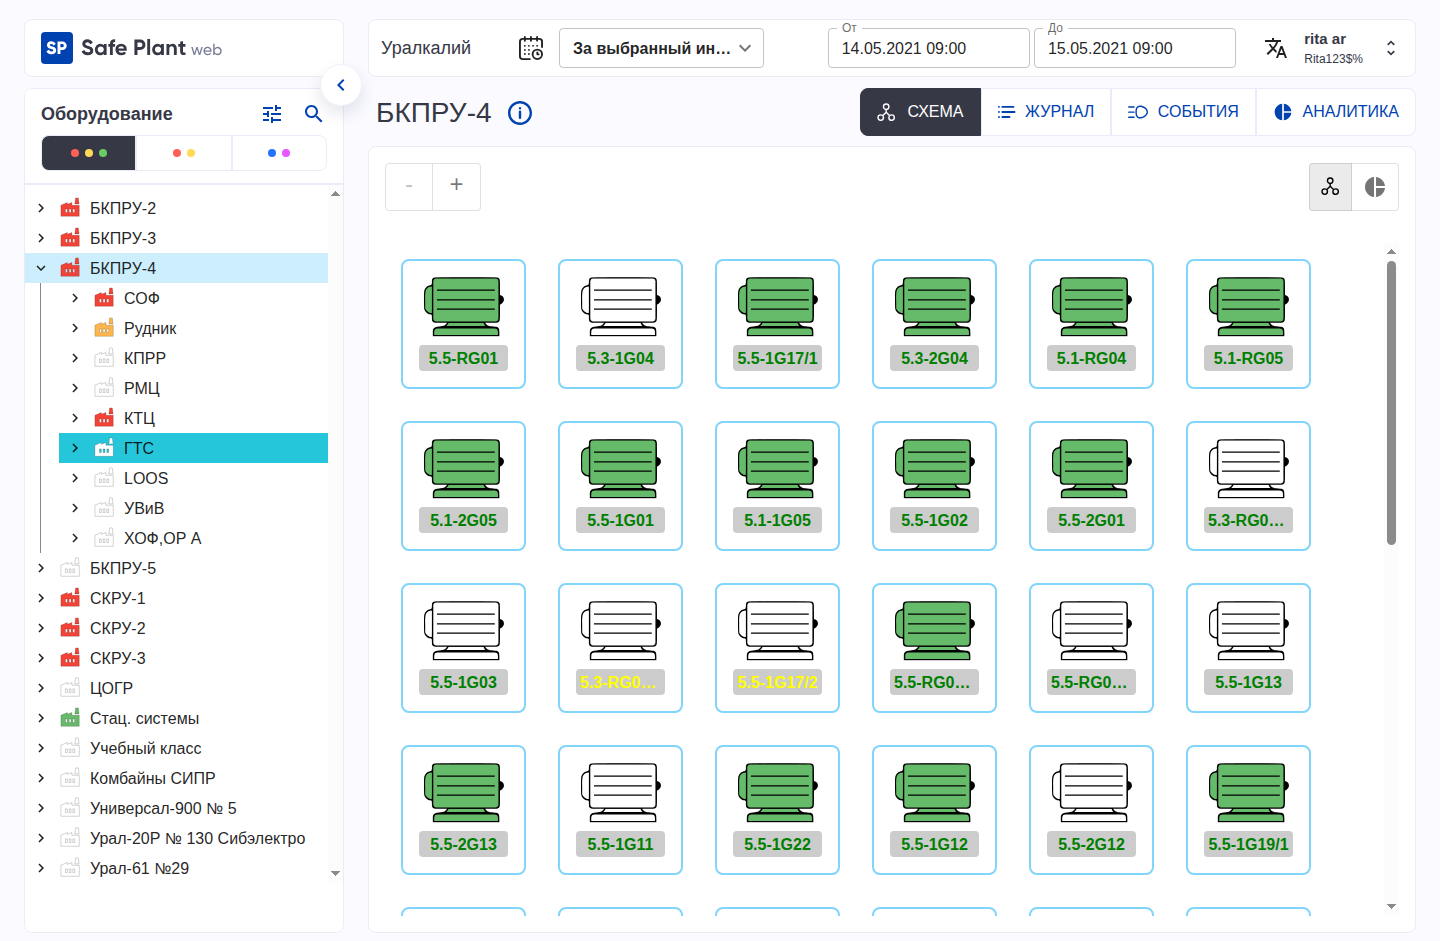 SP Safe Plant web
Уралкалий
За выбранный ин...
От
14.05.2021 09:00
До
15.05.2021 09:00
rita ar
Rita123$%
Оборудование
БКПРУ-4
СХЕМА
ЖУРНАЛ
СОБЫТИЯ
АНАЛИТИКА
- +
БКПРУ-2
БКПРУ-3
БКПРУ-4
СОФ
Рудник
КПРР
РМЦ
КТЦ
ГТС
LOOS
УВиВ
ХОФ,ОР А
БКПРУ-5
СКРУ-1
СКРУ-2
СКРУ-3
ЦОГР
Стац. системы
Учебный класс
Комбайны СИПР
Универсал-900 № 5
Урал-20Р № 130 Сибэлектро
Урал-61 №29
5.5-RG01 5.3-1G04 5.5-1G17/1 5.3-2G04 5.1-RG04 5.1-RG05
5.1-2G05 5.5-1G01 5.1-1G05 5.5-1G02 5.5-2G01 5.3-RG0...
5.5-1G03 5.3-RG0... 5.5-1G17/2 5.5-RG0... 5.5-RG0... 5.5-1G13
5.5-2G13 5.5-1G11 5.5-1G22 5.5-1G12 5.5-2G12 5.5-1G19/1